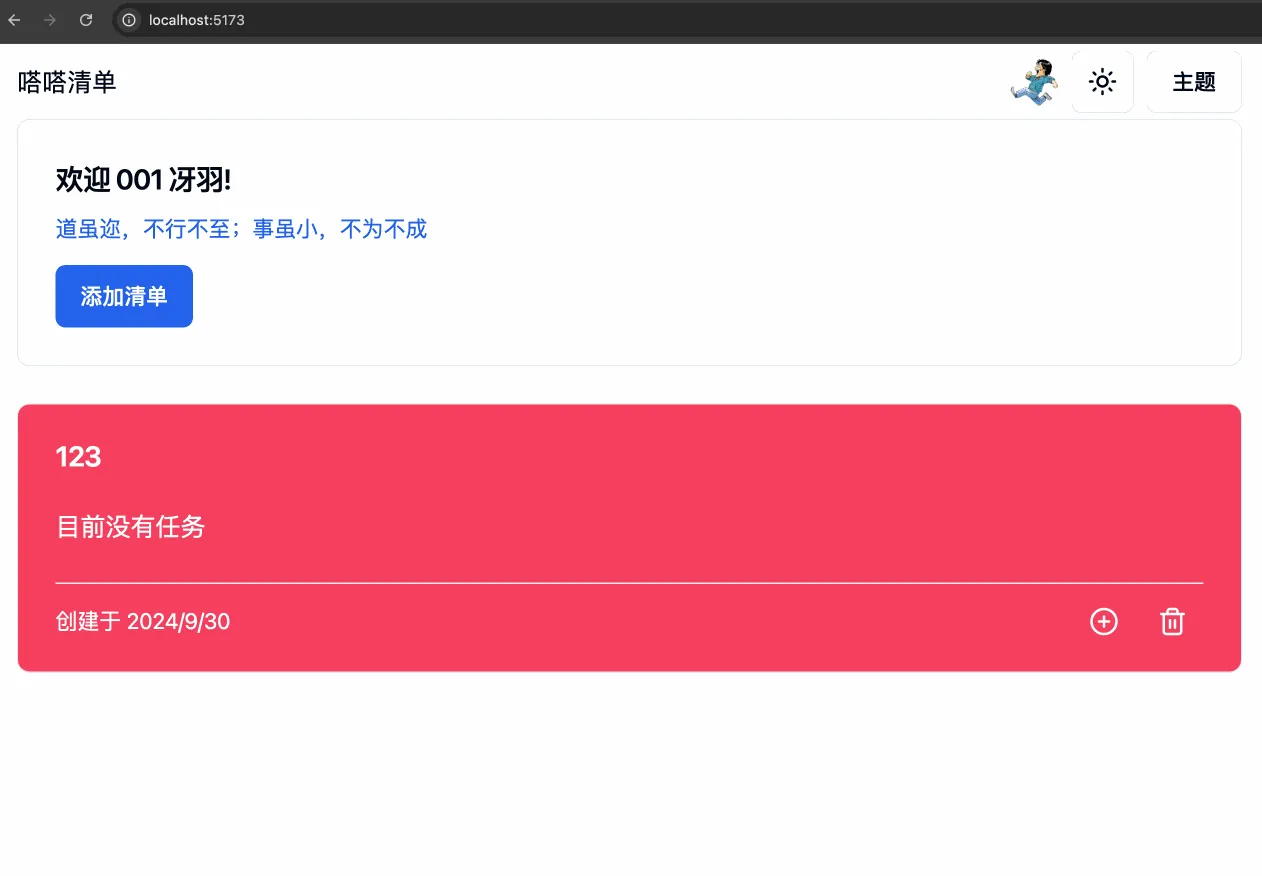 localhost:5173
嗒嗒清单
主题
欢迎 001 冴羽!
道虽迩，不行不至；事虽小，不为不成
添加清单
123
目前没有任务
创建于 2024/9/30